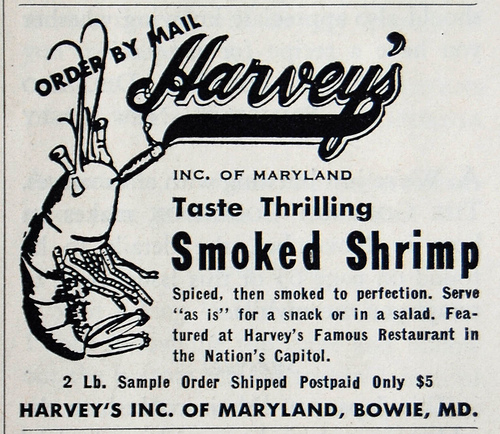 ORDER BY MAIL
Harvey's
INC. OF MARYLAND
Taste Thrilling
Smoked Shrimp
Spiced, then smoked to perfection. Serve
"as is" for a snack or in a salad. Fea-
tured at Harvey's Famous Restaurant in
the Nation's Capitol.
2 Lb. Sample Order Shipped Postpaid Only $5
HARVEY'S INC. OF MARYLAND, BOWIE, MD.